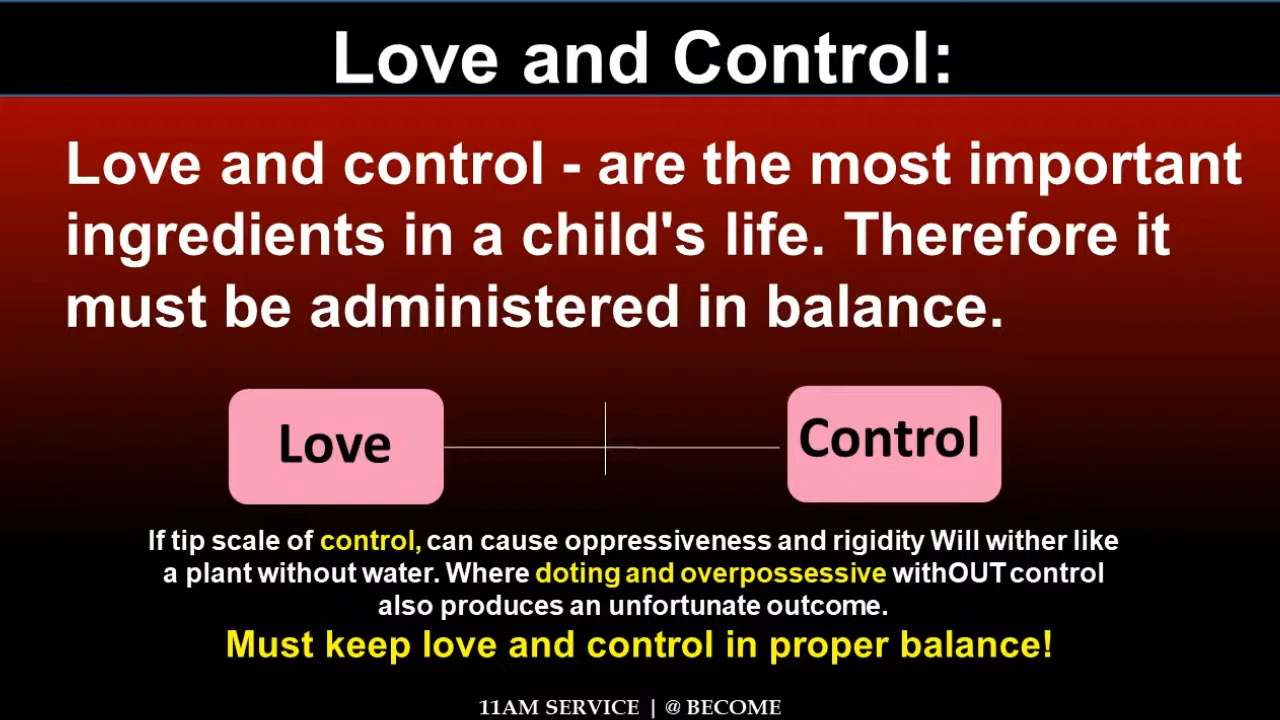 Love and Control:
Love and control - are the most important
ingredients in a child's life. Therefore it
must be administered in balance.
Love
Control
If tip scale of control, can cause oppressiveness and rigidity Will wither like
a plant without water. Where doting and overpossessive withOUT control
also produces an unfortunate outcome.
Must keep love and control in proper balance!
11AM SERVICE | @ BECOME